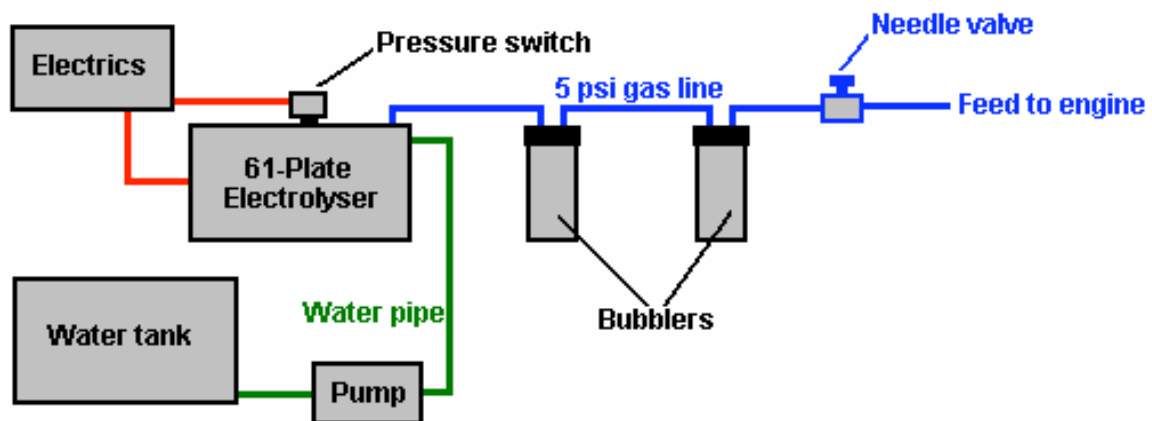 Needle valve
Pressure switch
Electrics
5 psi gas line
Feed to engine
61-Plate
Electrolyser
Water pipe
Bubblers
Water tank
Pump